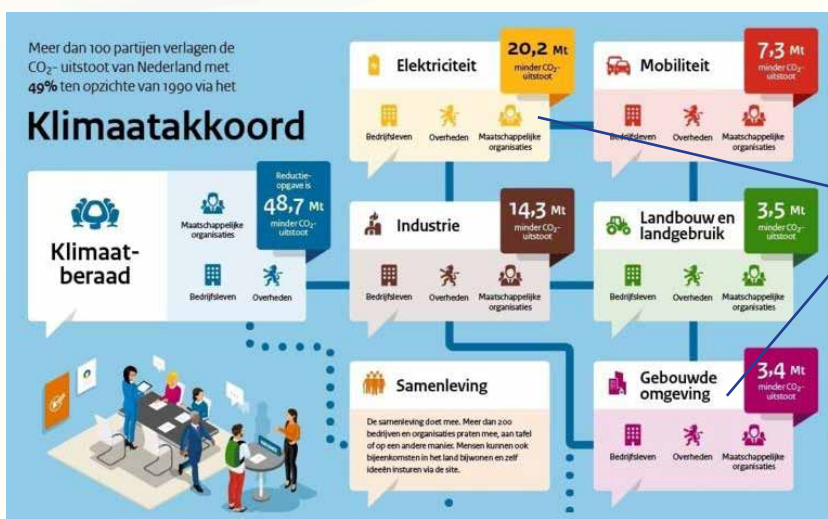 Meer dan 100 partijen verlagen de
CO₂- uitstoot van Nederland met
49% ten opzichte van 1990 via het
Klimaatakkoord
Klimaat-
beraad
Maatschappelijke
organisaties
Bedrijfsleven
Overheden
Reductie-
opgave is
48,7 Mt
minder CO₂-
uitstoot
Elektriciteit
20,2 Mt
minder CO₂-
uitstoot
Bedrijfsleven
Overheden
Maatschappelijke
organisaties
Mobiliteit
7,3 Mt
minder CO₂-
uitstoot
Bedrijfsleven
Overheden
Maatschappelijke
organisaties
Industrie
14,3 Mt
minder CO₂-
uitstoot
Bedrijfsleven
Overheden
Maatschappelijke
organisaties
Landbouw en
landgebruik
3,5 Mt
minder CO₂-
uitstoot
Bedrijfsleven
Overheden
Maatschappelijke
organisaties
Samenleving
De samenleving doet mee. Meer dan 200
bedrijven en organisaties praten mee, aan tafel
of op een andere manier. Mensen kunnen ook
bijeenkomsten in het land bijwonen en zelf
ideeën insturen via de site.
Gebouwde
omgeving
3,4 Mt
minder CO₂-
uitstoot
Bedrijfsleven
Overheden
Maatschappelijke
organisaties